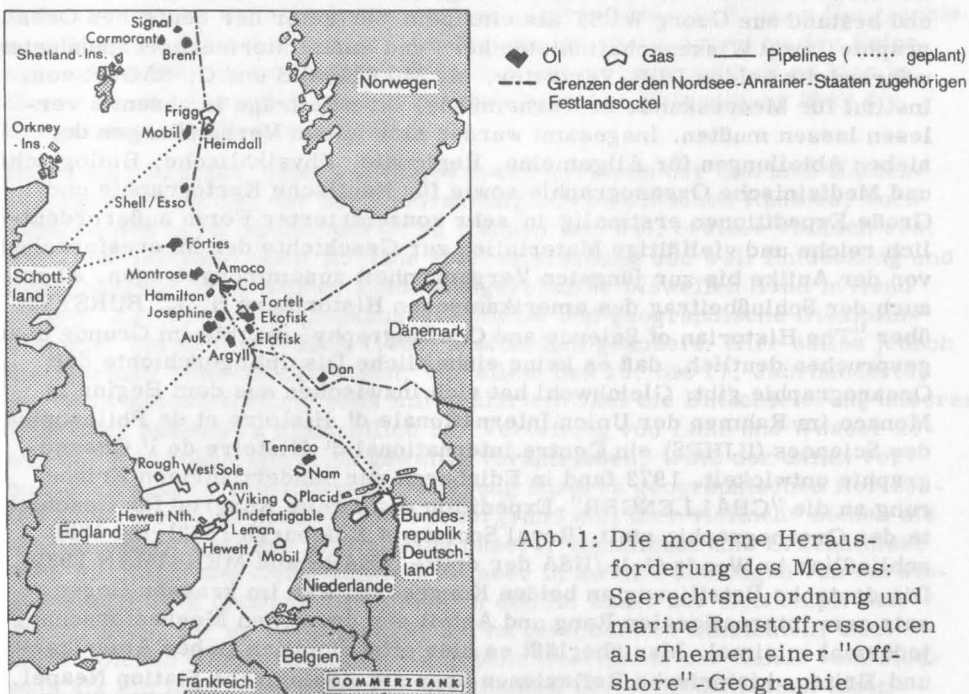 Signal
Cormorant
Shetland-Ins.
Brent
Norwegen
Frigg
Orkney
Ins.
Mobil
Heimdall
Shell/Esso
Forties
Schott-
land
Montrose
Amoco
Cod
Hamilton
Torfelt
Josephine
Ekofisk
Dänemark
Auk
Eldfisk
Argyll
Dan
Tenneco
Nam
Rough
West Sole
Ann
Viking
Placid
Indefatigable
Hewett NN.
Leman
England
Hewett/
Mobil
Bundes-
republik
Deutsch-
land
Niederlande
Belgien
Frankreich
COMMERZBANK
Öl Gas Pipelines (····· geplant)
Grenzen der den Nordsee-Anrainer-Staaten zugehörigen
Festlandsockel
Abb.1: Die moderne Heraus-
forderung des Meeres:
Seerechtsneuordnung und
marine Rohstoffressoucen
als Themen einer "Off
shore"-Geographie